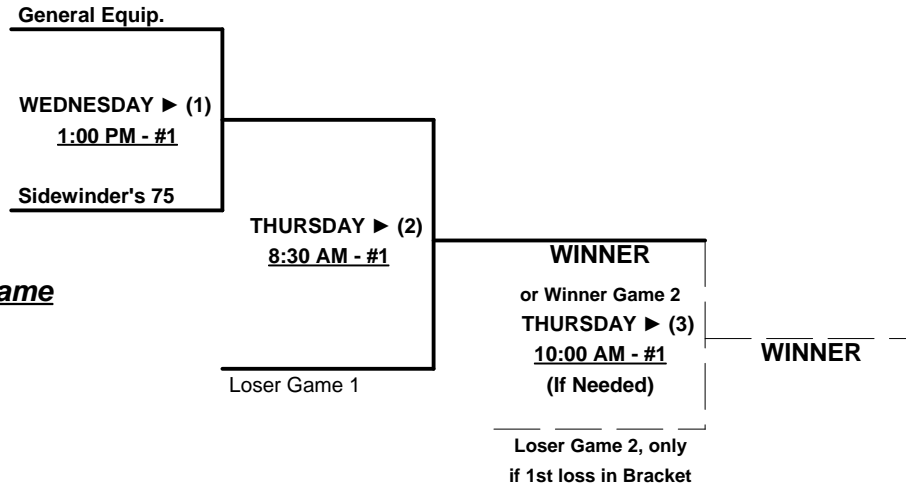 General Equip.
WEDNESDAY ► (1)
1:00 PM - #1
Sidewinder's 75
THURSDAY ► (2)
8:30 AM - #1
WINNER
ame
or Winner Game 2
THURSDAY ► (3)
10:00 AM - #1
WINNER
(If Needed)
Loser Game 1
Loser Game 2, only
if 1st loss in Bracket